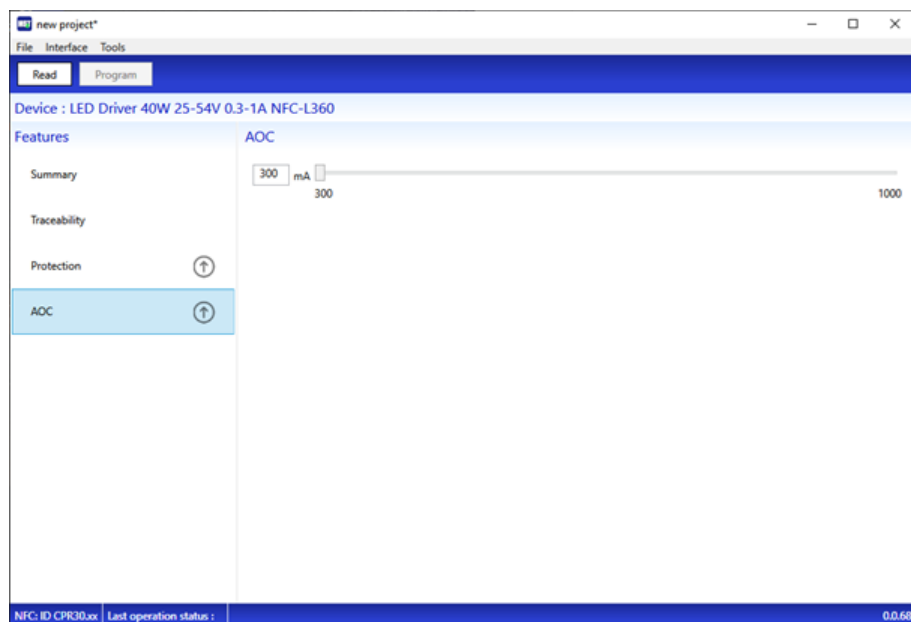 new project*
File Interface Tools
Read Program
Device : LED Driver 40W 25-54V 0.3-1A NFC-L360
Features
AOC
Summary
300 mA
300 1000
Traceability
Protection
AOC
NFC: ID CPR30.xx Last operation status : 0.0.68